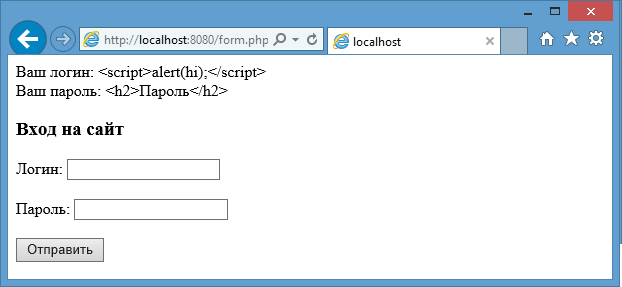 http://localhost:8080/form.php
localhost
Ваш логин: <script>alert(hi);</script>
Ваш пароль: <h2>Пароль</h2>
Вход на сайт
Логин:
Пароль:
Отправить